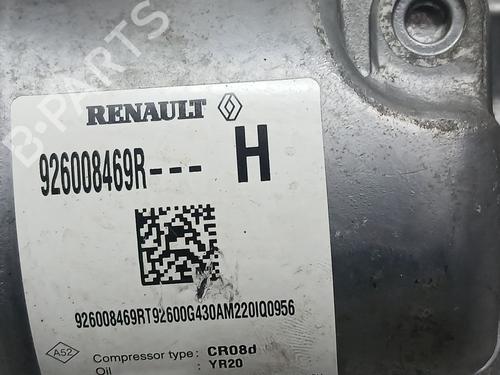 B-PARTS
RENAULT
926008469R--- H
926008469RT92600G430AM220IQ0956
A52
Compressor type: CR08d
Oil : YR20